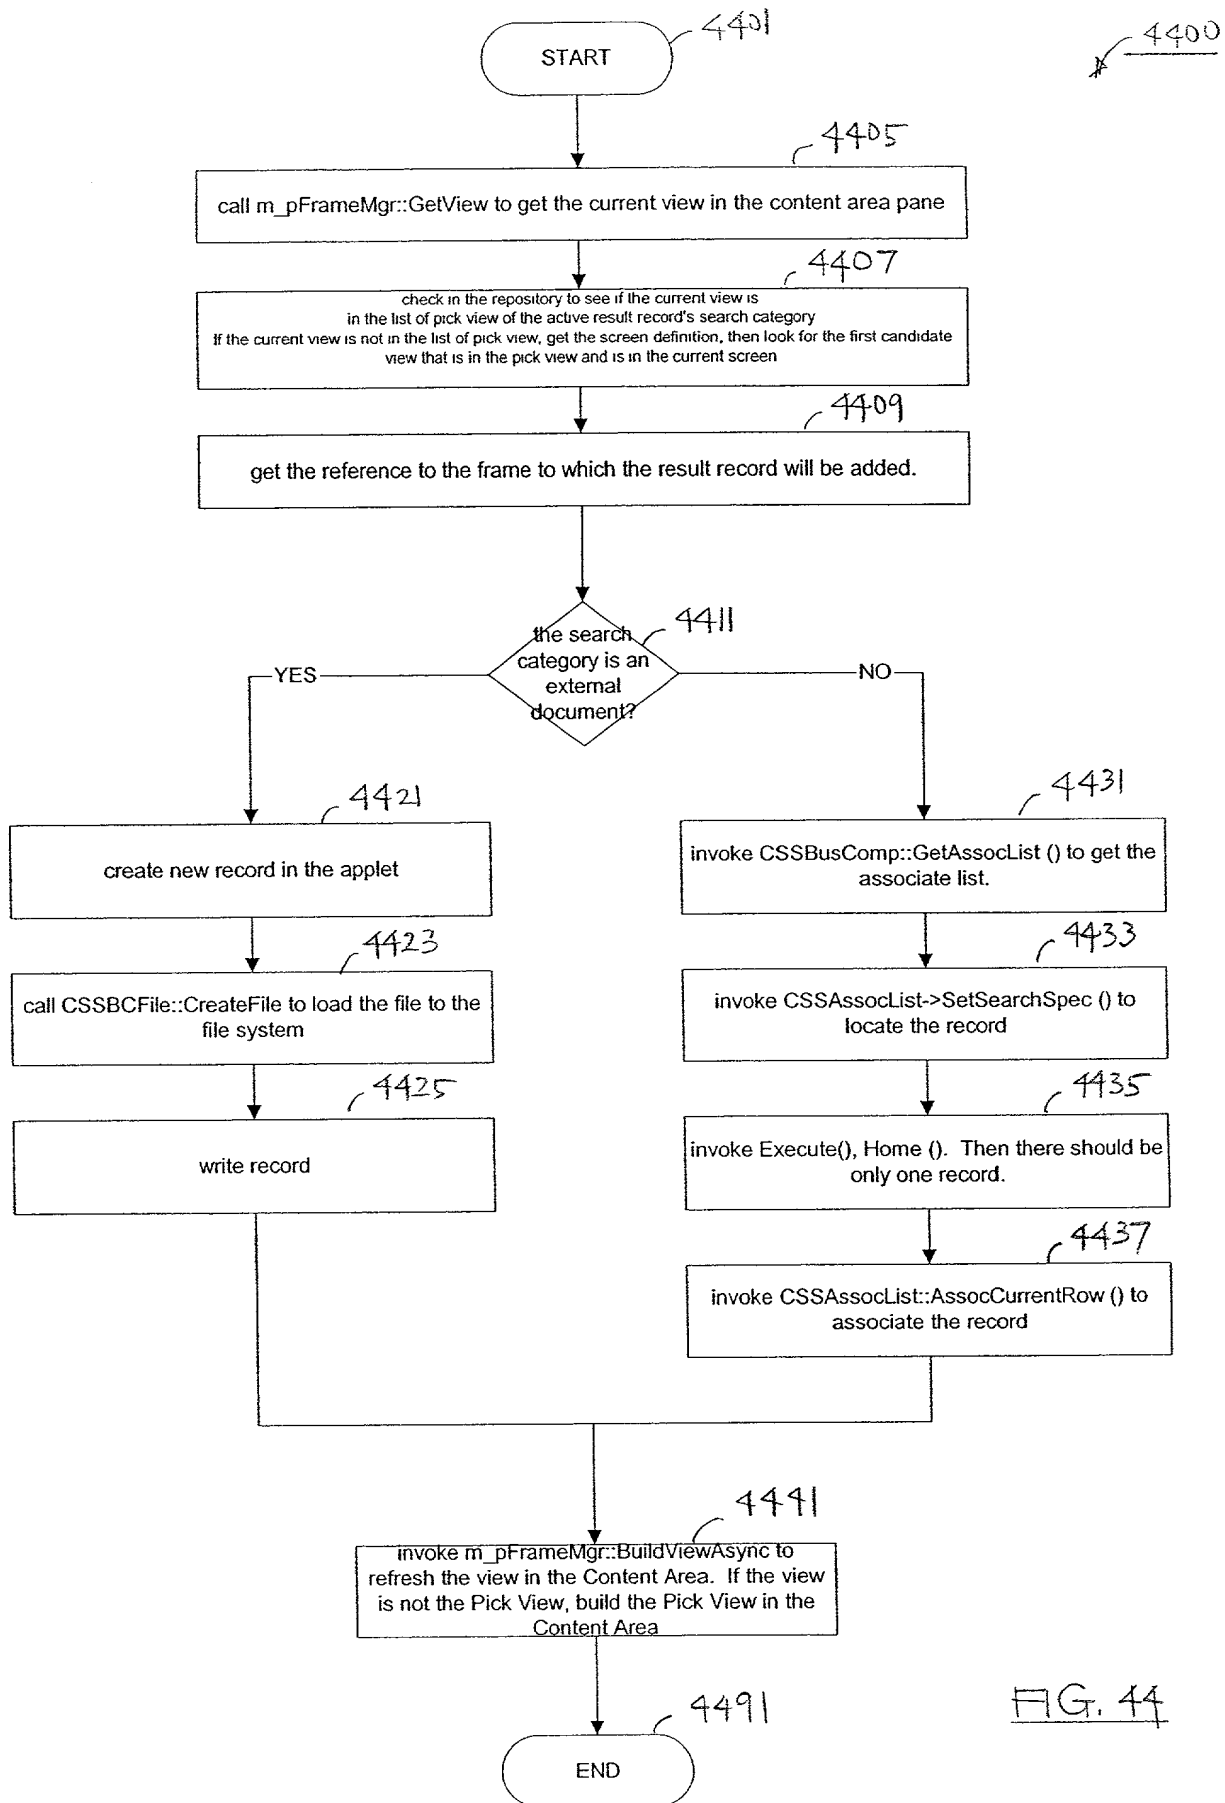 4401
START
4400
4405
call m_pFrameMgr::GetView to get the current view in the content area pane
4407
check in the repository to see if the current view is
in the list of pick view of the active result record's search category
If the current view is not in the list of pick view, get the screen definition, then look for the first candidate
view that is in the pick view and is in the current screen
4409
get the reference to the frame to which the result record will be added.
4411
the search
category is an
external
document?
YES
NO
4421
create new record in the applet
4423
call CSSBCFile::CreateFile to load the file to the
file system
4425
write record
4431
invoke CSSBusComp::GetAssocList () to get the
associate list.
4433
invoke CSSAssocList->SetSearchSpec () to
locate the record
4435
invoke Execute(), Home (). Then there should be
only one record.
4437
invoke CSSAssocList::AssocCurrentRow () to
associate the record
4441
invoke m_pFrameMgr::BuildViewAsync to
refresh the view in the Content Area. If the view
is not the Pick View, build the Pick View in the
Content Area
4491
END
FIG. 44